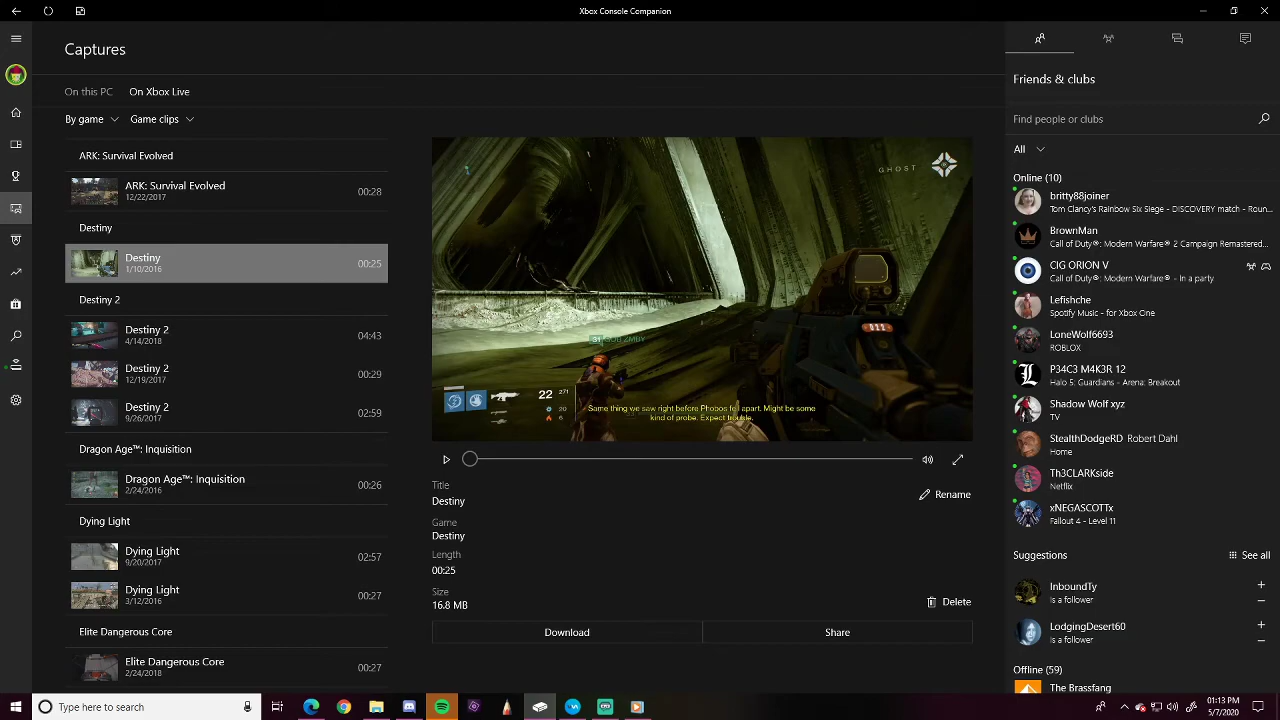 Xbox Console Companion
Captures
On this PC
On Xbox Live
By game
Game clips
ARK: Survival Evolved
ARK: Survival Evolved
12/22/2017
00:28
Destiny
Destiny
1/10/2016
00:25
Destiny 2
Destiny 2
4/14/2018
04:43
Destiny 2
12/19/2017
00:29
Destiny 2
9/26/2017
02:59
Dragon Age™: Inquisition
Dragon Age™: Inquisition
2/24/2016
00:26
Dying Light
Dying Light
9/20/2017
02:57
Dying Light
3/12/2016
00:27
Elite Dangerous Core
Elite Dangerous Core
2/24/2018
00:27
GHOST
22
271
20
6
Same thing we saw right before Phobos fell apart. Might be some
kind of probe. Expect trouble.
Title
Destiny
Rename
Game
Destiny
Length
00:25
Size
16.8 MB
Delete
Download
Share
Friends & clubs
Find people or clubs
All
Online (10)
britty88joiner
Tom Clancy's Rainbow Six Siege - DISCOVERY match - Roun...
BrownMan
Call of Duty®: Modern Warfare® 2 Campaign Remastered...
CIG ORION V
Call of Duty®: Modern Warfare® - In a party
Lefishche
Spotify Music - for Xbox One
LoneWolf6693
ROBLOX
P34C3 M4K3R 12
Halo 5: Guardians - Arena: Breakout
Shadow Wolf xyz
TV
StealthDodgeRD Robert Dahl
Home
Th3CLARKside
Netflix
xNEGASCOTTx
Fallout 4 - Level 11
Suggestions
See all
InboundTy
Is a follower
LodgingDesert60
Is a follower
Offline (59)
The Brassfang
Type here to search
01:13 PM
5/7/2020